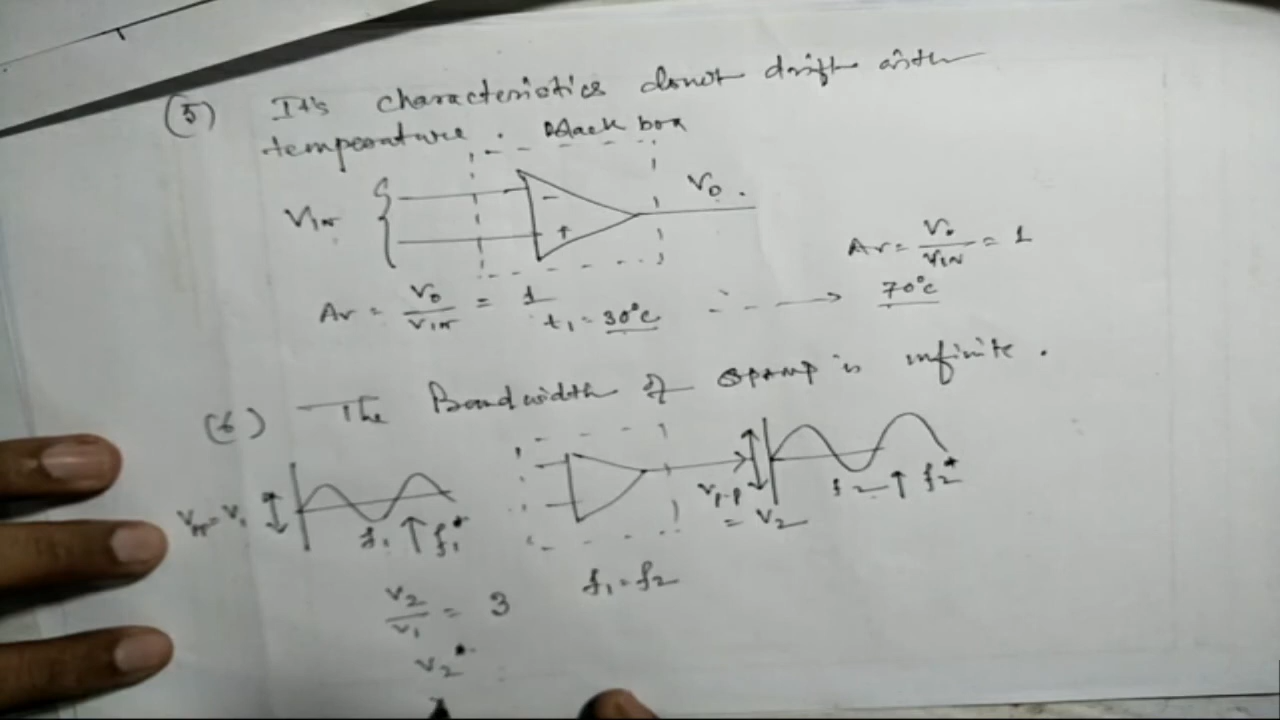 (5) It's characteristics donot drift with
temperature. Black box
VIN
-
+
Vo.
Av = Vo/VIN = 1
t1 = 30°C
Av = Vo/VIN = 1
70°C
(6) The Bandwidth of OPAMP is infinite.
Vpp = V1
f1 ↑ f1*
Vp-p = V2
f2 ↑ f2*
V2/V1 = 3
f1 = f2
V2*